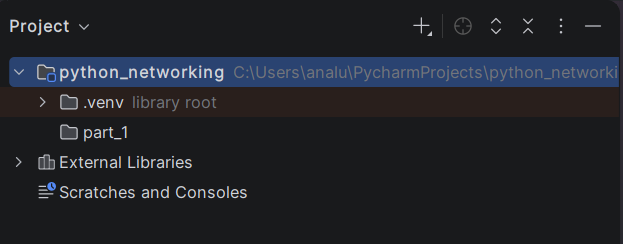 Project
python_networking C:\Users\analu\PycharmProjects\python_networki
.venv library root
part_1
External Libraries
Scratches and Consoles